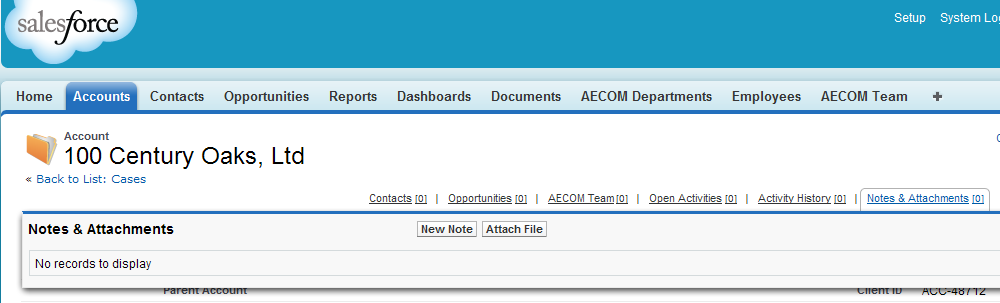 salesforce
Setup System Log
Home Accounts Contacts Opportunities Reports Dashboards Documents AECOM Departments Employees AECOM Team +
Account
100 Century Oaks, Ltd
« Back to List: Cases
Contacts [0] | Opportunities [0] | AECOM Team [0] | Open Activities [0] | Activity History [0] | Notes & Attachments [0]
Notes & Attachments New Note Attach File
No records to display
Parent Account Client ID ACC-48712